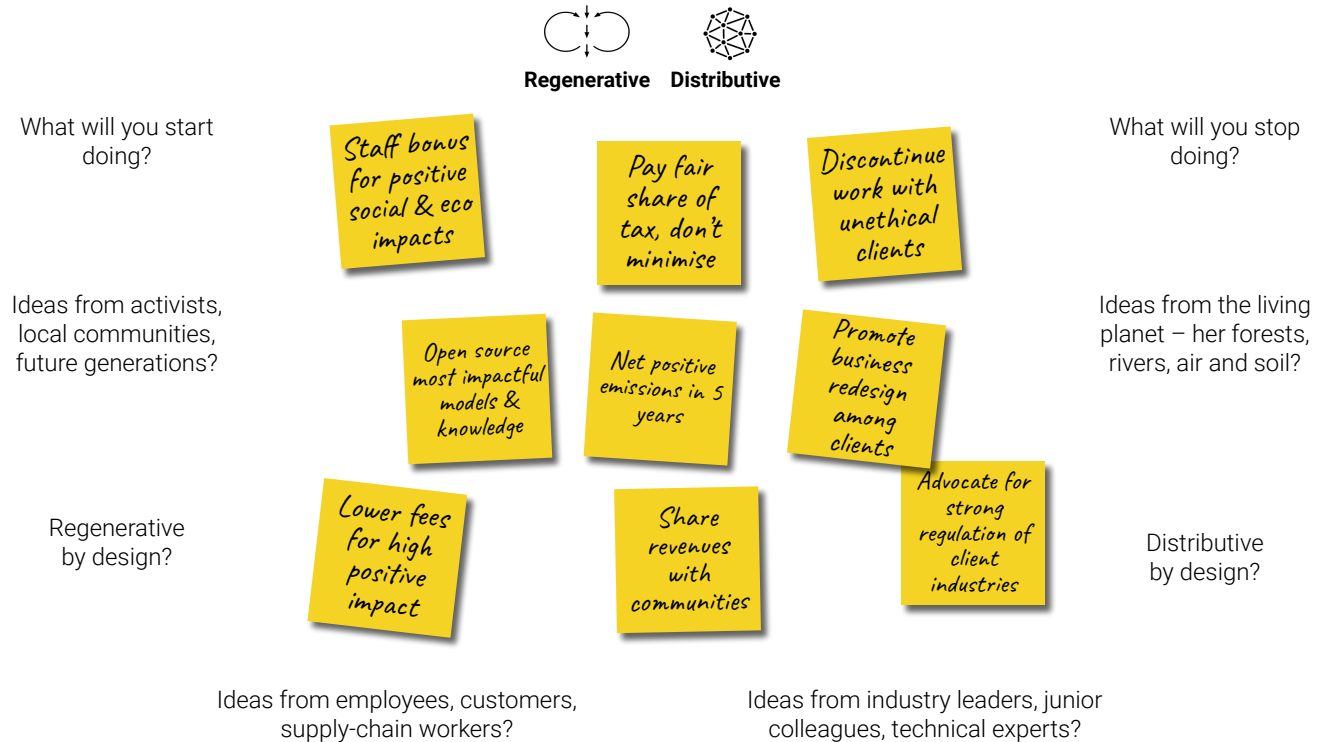 Regenerative
Distributive
What will you start
doing?
Staff bonus
for positive
social & eco
impacts
Pay fair
share of
tax, don't
minimise
Discontinue
work with
unethical
clients
What will you stop
doing?
Ideas from activists,
local communities,
future generations?
Open source
most impactful
models &
knowledge
Net positive
emissions in 5
years
Promote
business
redesign
among
clients
Ideas from the living
planet – her forests,
rivers, air and soil?
Regenerative
by design?
Lower fees
for high
positive
impact
Share
revenues
with
communities
Advocate for
strong
regulation of
client
industries
Distributive
by design?
Ideas from employees, customers,
supply-chain workers?
Ideas from industry leaders, junior
colleagues, technical experts?